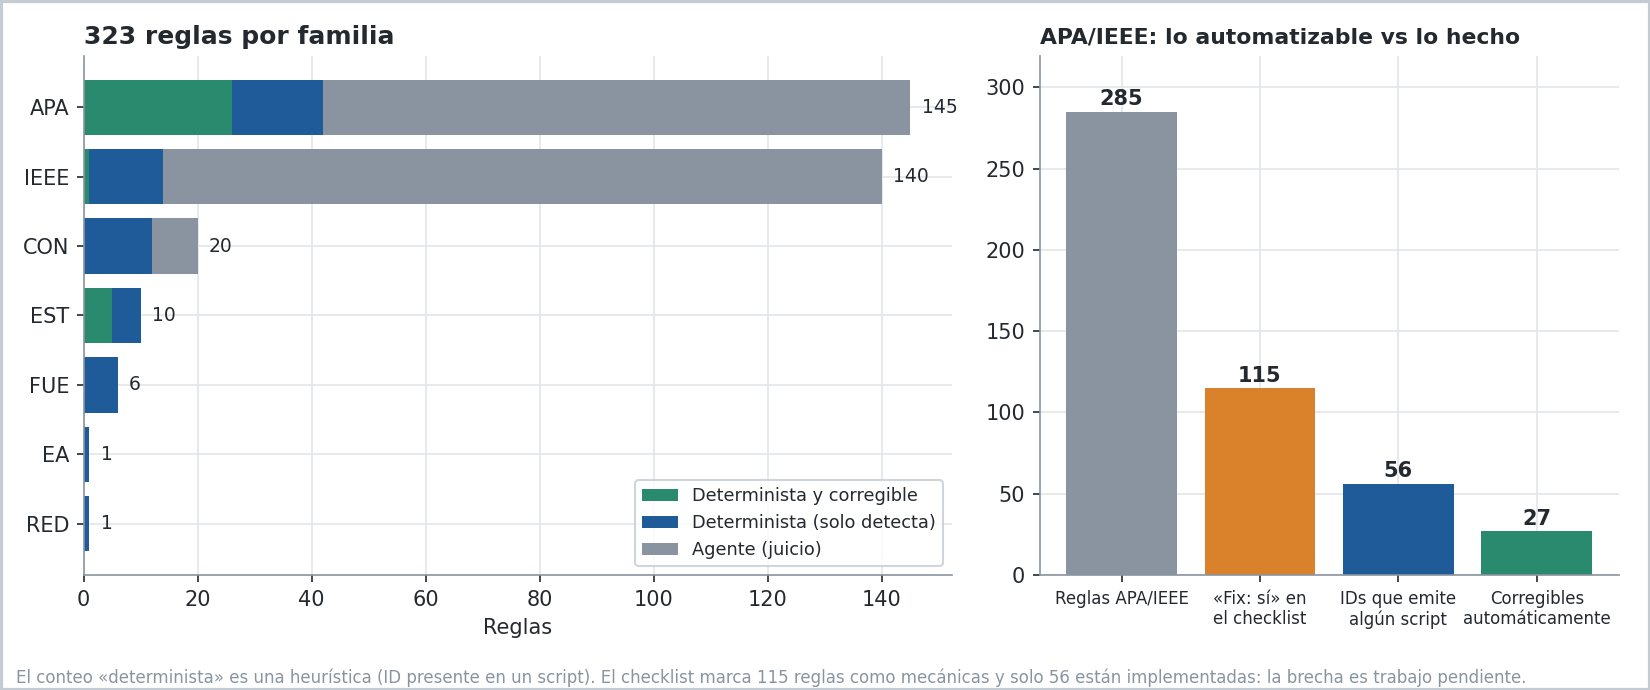 323 reglas por familia
APA
145
IEEE
140
CON
20
EST
10
FUE
6
EA
1
RED
1
Determinista y corregible
Determinista (solo detecta)
Agente (juicio)
0 20 40 60 80 100 120 140
Reglas
APA/IEEE: lo automatizable vs lo hecho
300
250
200
150
100
50
0
285
115
56
27
Reglas APA/IEEE
«Fix: sí» en
el checklist
IDs que emite
algún script
Corregibles
automáticamente
El conteo «determinista» es una heurística (ID presente en un script). El checklist marca 115 reglas como mecánicas y solo 56 están implementadas: la brecha es trabajo pendiente.